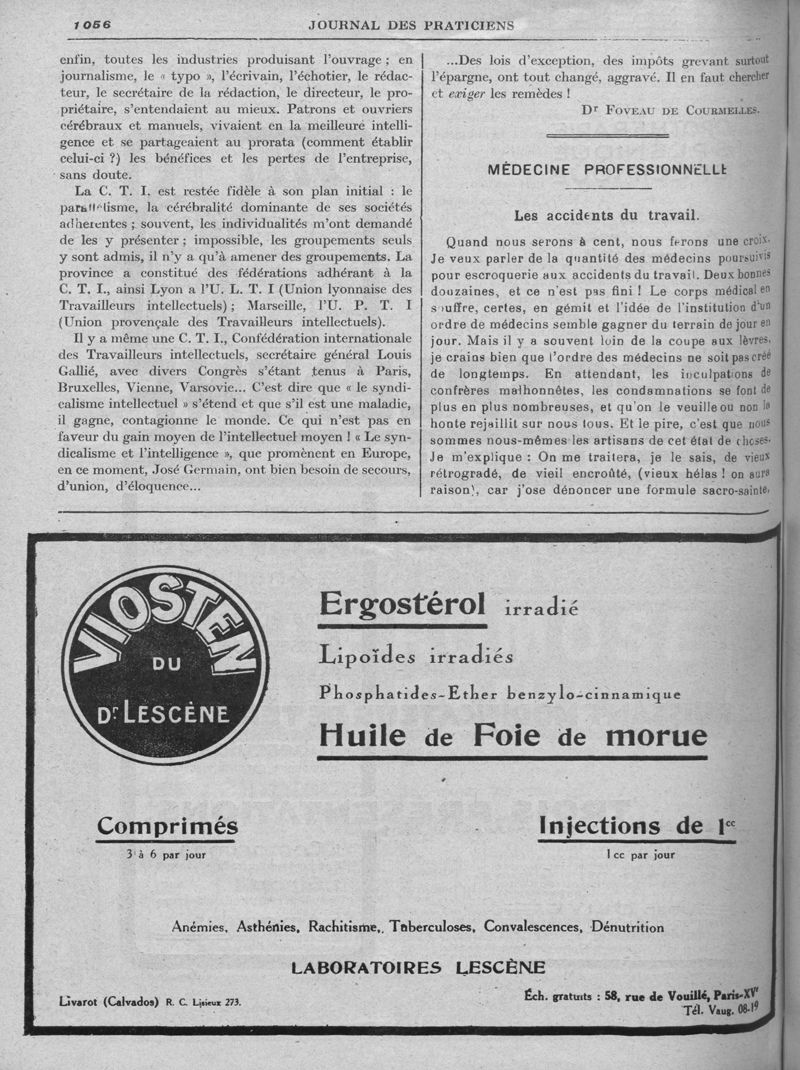 1056
JOURNAL DES PRATICIENS
enfin, toutes les industries produisant l'ouvrage ; en
journalisme, le « typo », l'écrivain, l'échotier, le rédac-
teur, le secrétaire de la rédaction, le directeur, le pro-
priétaire, s'entendaient au mieux. Patrons et ouvriers
cérébraux et manuels, vivaient en la meilleure intelli-
gence et se partageaient au prorata (comment établir
celui-ci ?) les bénéfices et les pertes de l'entreprise,
sans doute.
La C. T. I. est restée fidèle à son plan initial : le
parallélisme, la cérébralité dominante de ses sociétés
adhérentes ; souvent, les individualités m'ont demandé
de les y présenter ; impossible, les groupements seuls
y sont admis, il n'y a qu'à amener des groupements. La
province a constitué des fédérations adhérant à la
C. T. I., ainsi Lyon a l'U. L. T. I (Union lyonnaise des
Travailleurs intellectuels) ; Marseille, l'U. P. T. I
(Union provençale des Travailleurs intellectuels).
Il y a même une C. T. I., Confédération internationale
des Travailleurs intellectuels, secrétaire général Louis
Gallié, avec divers Congrès s'étant tenus à Paris,
Bruxelles, Vienne, Varsovie... C'est dire que « le syndi-
calisme intellectuel » s'étend et que s'il est une maladie,
il gagne, contagionne le monde. Ce qui n'est pas en
faveur du gain moyen de l'intellectuel moyen ! « Le syn-
dicalisme et l'intelligence », que promènent en Europe,
en ce moment, José Germain, ont bien besoin de secours,
d'union, d'éloquence...
...Des lois d'exception, des impôts grevant surtout
l'épargne, ont tout changé, aggravé. Il en faut chercher
et exiger les remèdes !
Dr FOVEAU DE COURMELLES.
MÉDECINE PROFESSIONNELLE
Les accidents du travail.
Quand nous serons à cent, nous ferons une croix.
Je veux parler de la quantité des médecins poursuivis
pour escroquerie aux accidents du travail. Deux bonnes
douzaines, et ce n'est pas fini ! Le corps médical en
souffre, certes, en gémit et l'idée de l'institution d'un
ordre de médecins semble gagner du terrain de jour en
jour. Mais il y a souvent loin de la coupe aux lèvres,
je crains bien que l'ordre des médecins ne soit pas créé
de longtemps. En attendant, les inculpations de
confrères malhonnêtes, les condamnations se font de
plus en plus nombreuses, et qu'on le veuille ou non la
honte rejaillit sur nous tous. Et le pire, c'est que nous
sommes nous-mêmes les artisans de cet état de choses.
Je m'explique : On me traitera, je le sais, de vieux
rétrogradé, de vieil encroûté, (vieux hélas ! on aura
raison), car j'ose dénoncer une formule sacro-sainte,
VIOSTEN
DU
Dr LESCÈNE
Ergostérol irradié
Lipoïdes irradiés
Phosphatides-Ether benzylo-cinnamique
Huile de Foie de morue
Comprimés
3 à 6 par jour
Injections de 1cc
1 cc par jour
Anémies, Asthénies, Rachitisme, Tuberculoses, Convalescences, Dénutrition
LABORATOIRES LESCÈNE
Livarot (Calvados) R. C. Lisieux 273.
Éch. gratuits : 58, rue de Vouillé, Paris-XVe
Tél. Vaug. 08-19